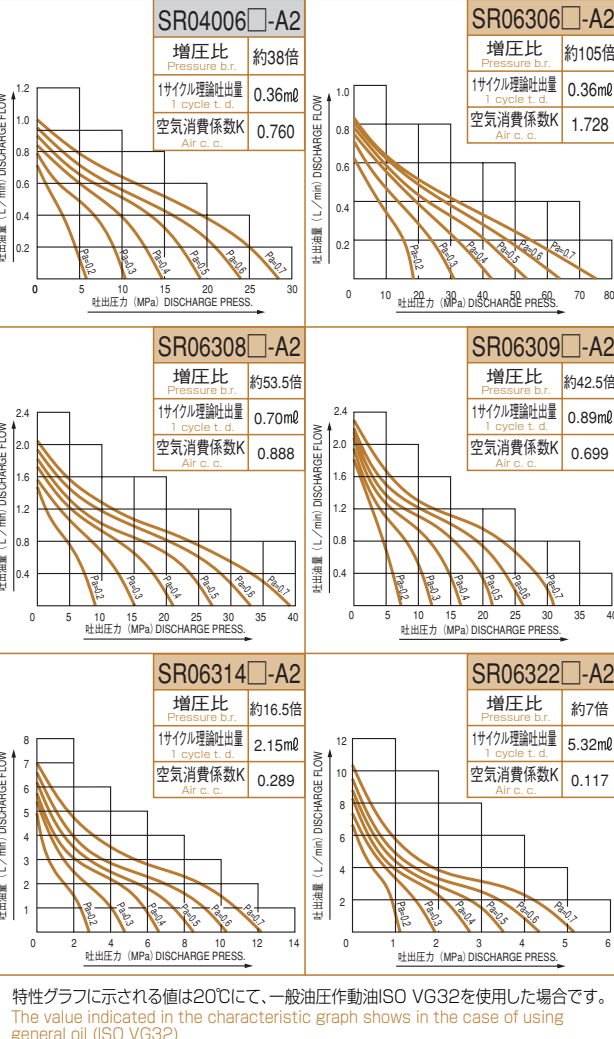 SR04006□-A2
増圧比 約38倍
Pressure b.r.
1サイクル理論吐出量 0.36mℓ
1 cycle t. d.
空気消費係数K 0.760
Air c. c.
吐出油量（L／min）DISCHARGE FLOW
1.2
1.0
0.8
0.6
0.4
0.2
Pa=0.2 Pa=0.3 Pa=0.4 Pa=0.5 Pa=0.6 Pa=0.7
0 5 10 15 20 25 30
吐出圧力（MPa）DISCHARGE PRESS.
SR06306□-A2
増圧比 約105倍
Pressure b.r.
1サイクル理論吐出量 0.36mℓ
1 cycle t. d.
空気消費係数K 1.728
Air c. c.
吐出油量（L／min）DISCHARGE FLOW
1.0
0.8
0.6
0.4
0.2
Pa=0.2 Pa=0.3 Pa=0.4 Pa=0.5 Pa=0.6 Pa=0.7
0 10 20 30 40 50 60 70 80
吐出圧力（MPa）DISCHARGE PRESS.
SR06308□-A2
増圧比 約53.5倍
Pressure b.r.
1サイクル理論吐出量 0.70mℓ
1 cycle t. d.
空気消費係数K 0.888
Air c. c.
吐出油量（L／min）DISCHARGE FLOW
2.4
2.0
1.6
1.2
0.8
0.4
Pa=0.2 Pa=0.3 Pa=0.4 Pa=0.5 Pa=0.6 Pa=0.7
0 5 10 15 20 25 30 35 40
吐出圧力（MPa）DISCHARGE PRESS.
SR06309□-A2
増圧比 約42.5倍
Pressure b.r.
1サイクル理論吐出量 0.89mℓ
1 cycle t. d.
空気消費係数K 0.699
Air c. c.
吐出油量（L／min）DISCHARGE FLOW
2.4
2.0
1.6
1.2
0.8
0.4
Pa=0.2 Pa=0.3 Pa=0.4 Pa=0.5 Pa=0.6 Pa=0.7
0 5 10 15 20 25 30 35 40
吐出圧力（MPa）DISCHARGE PRESS.
SR06314□-A2
増圧比 約16.5倍
Pressure b.r.
1サイクル理論吐出量 2.15mℓ
1 cycle t. d.
空気消費係数K 0.289
Air c. c.
吐出油量（L／min）DISCHARGE FLOW
8
7
6
5
4
3
2
1
Pa=0.2 Pa=0.3 Pa=0.4 Pa=0.5 Pa=0.6 Pa=0.7
0 2 4 6 8 10 12 14
吐出圧力（MPa）DISCHARGE PRESS.
SR06322□-A2
増圧比 約7倍
Pressure b.r.
1サイクル理論吐出量 5.32mℓ
1 cycle t. d.
空気消費係数K 0.117
Air c. c.
吐出油量（L／min）DISCHARGE FLOW
12
10
8
6
4
2
Pa=0.2 Pa=0.3 Pa=0.4 Pa=0.5 Pa=0.6 Pa=0.7
0 1 2 3 4 5 6
吐出圧力（MPa）DISCHARGE PRESS.
特性グラフに示される値は20℃にて、一般油圧作動油ISO VG32を使用した場合です。
The value indicated in the characteristic graph shows in the case of using
general oil (ISO VG32)